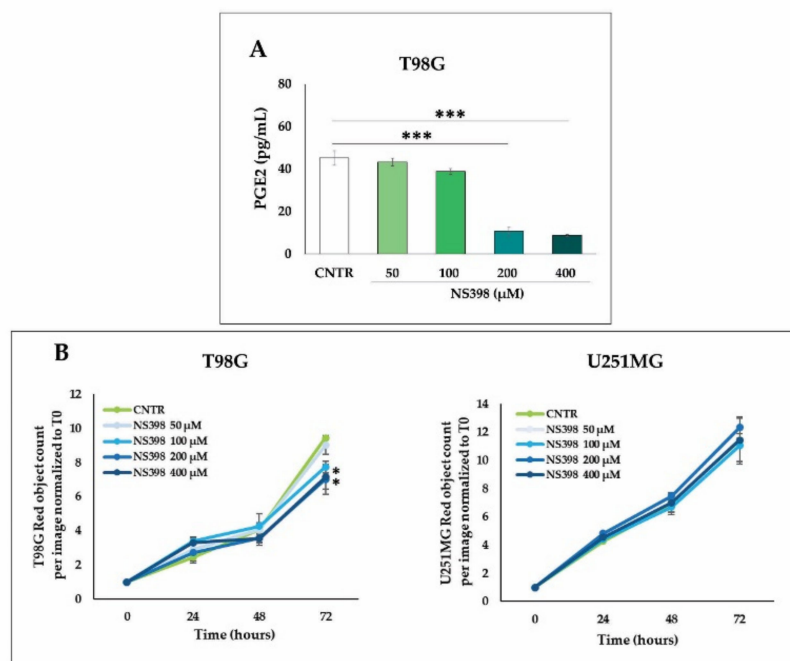 A
T98G
PGE2 (pg/mL)
80
60
40
20
0
***
***
CNTR
50
100
200
400
NS398 (μM)
B
T98G
T98G Red object count
per image normalized to T0
12
10
8
6
4
2
0
CNTR
NS398 50 μM
NS398 100 μM
NS398 200 μM
NS398 400 μM
*
*
0
24
48
72
Time (hours)
U251MG
U251MG Red object count
per image normalized to T0
14
12
10
8
6
4
2
0
CNTR
NS398 50 μM
NS398 100 μM
NS398 200 μM
NS398 400 μM
0
24
48
72
Time (hours)